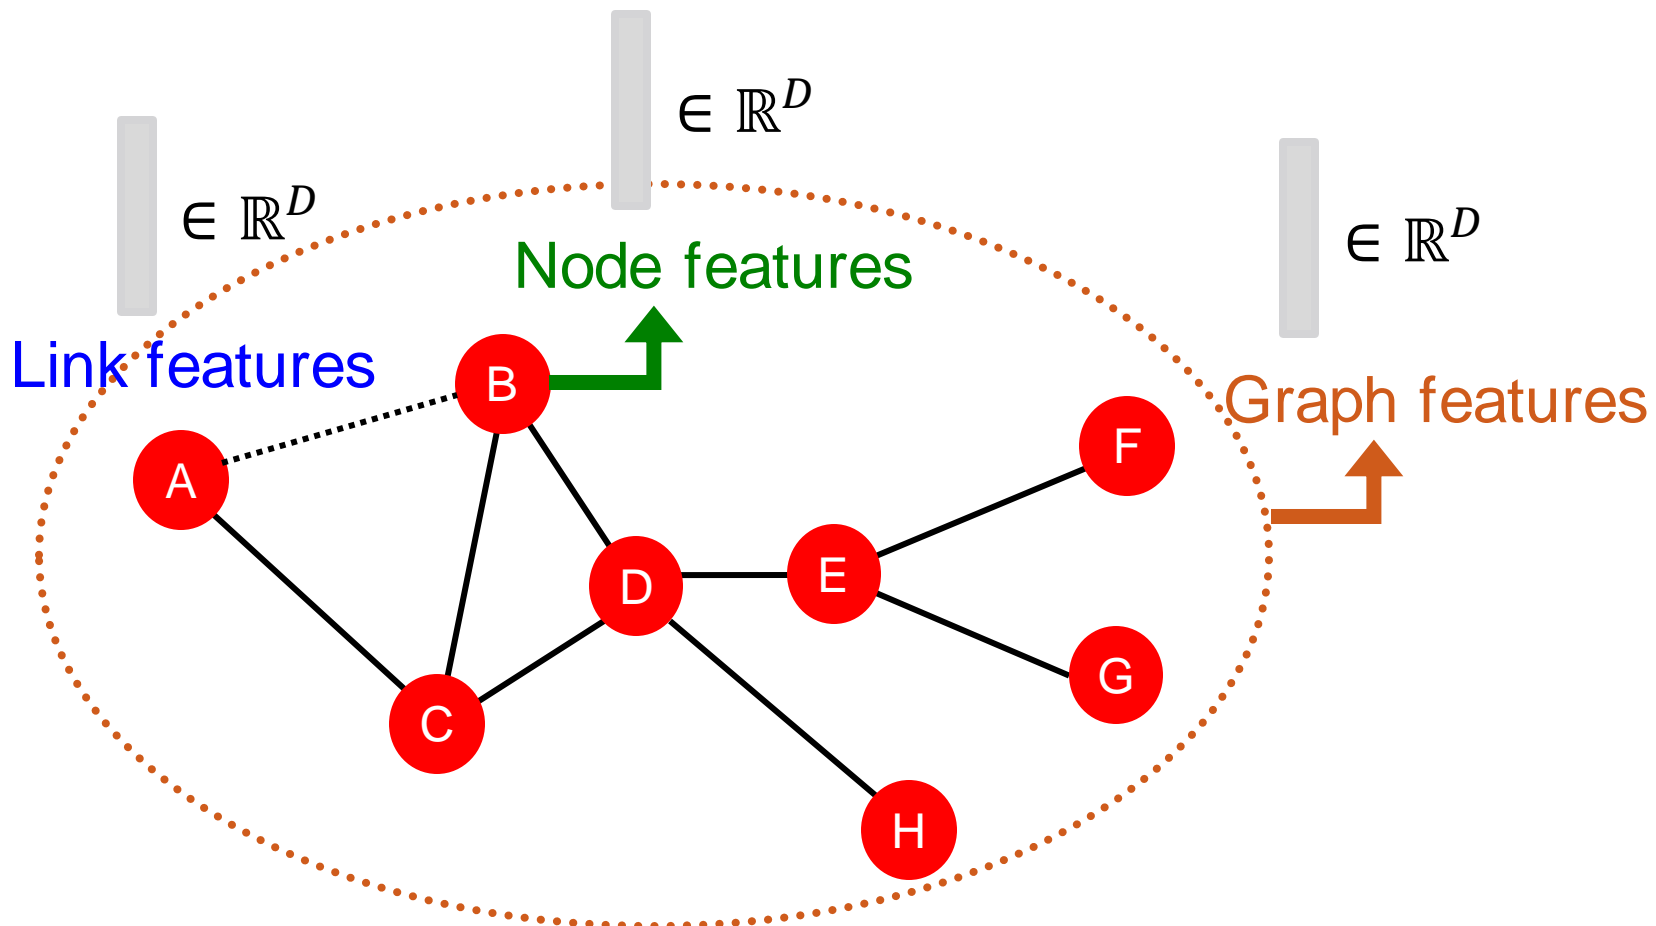 ∈ ℝ^D
∈ ℝ^D
∈ ℝ^D
Node features
Link features
Graph features
B
A
F
D
E
G
C
H